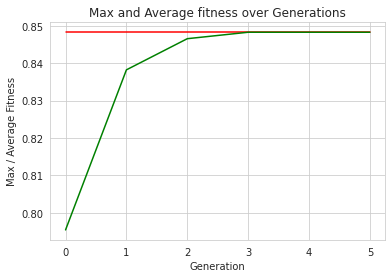 Max and Average fitness over Generations
0.85
0.84
0.83
0.82
0.81
0.80
Max / Average Fitness
0 1 2 3 4 5
Generation